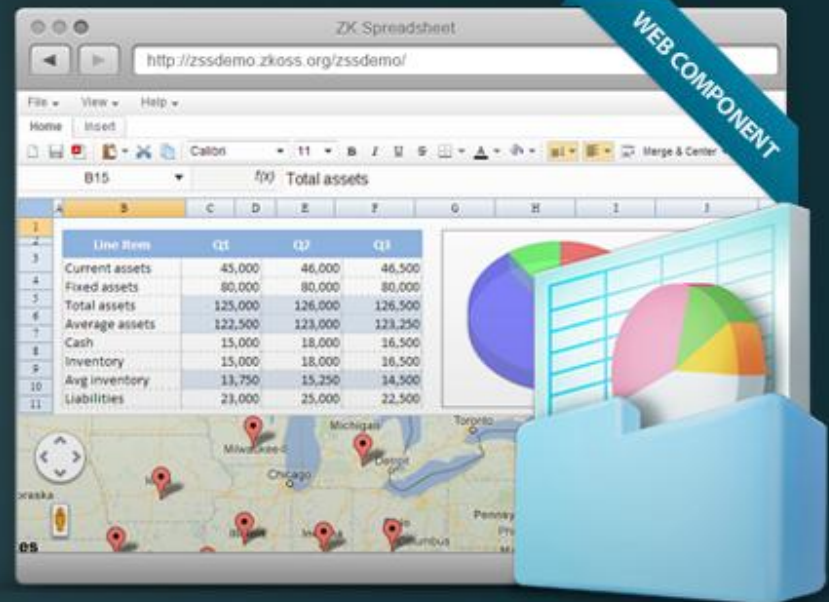 ZK Spreadsheet
WEB COMPONENT
http://zssdemo.zkoss.org/zssdemo/
File View Help
Home Insert
Calibri 11 B I U S A Merge & Center
B15 f(x) Total assets
A B C D E F G H I J
1
2
Line Item Q1 Q2 Q3
3
Current assets 45,000 46,000 46,500
4
Fixed assets 80,000 80,000 80,000
5
Total assets 125,000 126,000 126,500
6
Average assets 122,500 123,000 123,250
7
Cash 15,000 18,000 16,500
8
Inventory 15,000 18,000 16,500
9
Avg inventory 13,750 15,250 14,500
10
Liabilities 23,000 25,000 22,500
11
Michigan Toronto
Milwaukee
Detroit
Chicago
raska
Pennsy
umbus
es